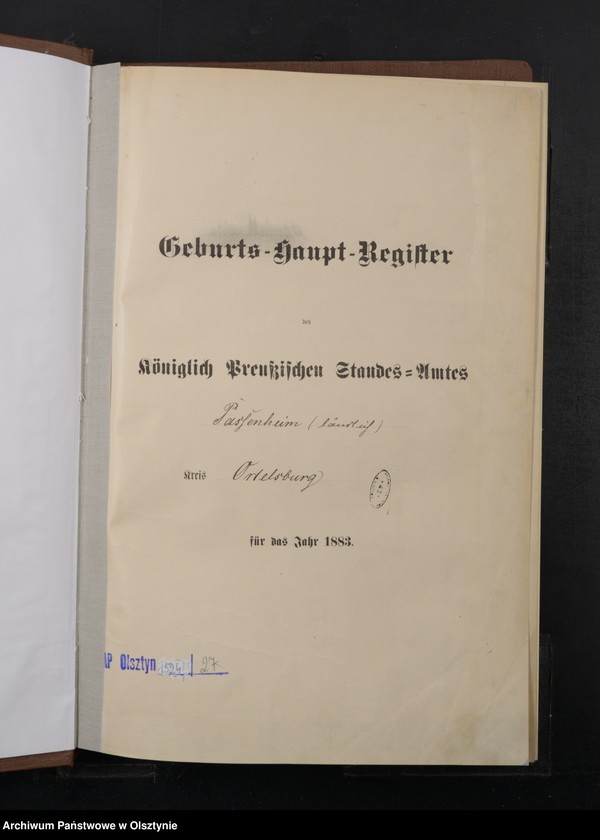 Geburts-Haupt-Register
des
Königlich Preußischen Standes-Amtes
Passenheim (ländlich)
Kreis Ortelsburg
für das Jahr 1883.
AP Olsztyn
27
Archiwum Państwowe w Olsztynie